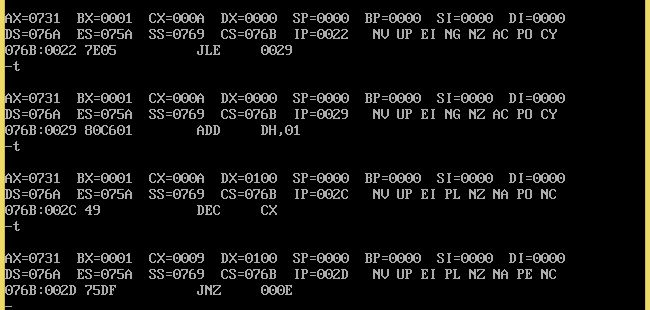 AX=0731  BX=0001  CX=000A  DX=0000  SP=0000  BP=0000  SI=0000  DI=0000
DS=076A  ES=075A  SS=0769  CS=076B  IP=0022   NV UP EI NG NZ AC PO CY
076B:0022 7E05          JLE     0029
-t
AX=0731  BX=0001  CX=000A  DX=0000  SP=0000  BP=0000  SI=0000  DI=0000
DS=076A  ES=075A  SS=0769  CS=076B  IP=0029   NV UP EI NG NZ AC PO CY
076B:0029 80C601        ADD     DH,01
-t
AX=0731  BX=0001  CX=000A  DX=0100  SP=0000  BP=0000  SI=0000  DI=0000
DS=076A  ES=075A  SS=0769  CS=076B  IP=002C   NV UP EI PL NZ NA PO NC
076B:002C 49            DEC     CX
-t
AX=0731  BX=0001  CX=0009  DX=0100  SP=0000  BP=0000  SI=0000  DI=0000
DS=076A  ES=075A  SS=0769  CS=076B  IP=002D   NV UP EI PL NZ NA PE NC
076B:002D 75DF          JNZ     000E
-